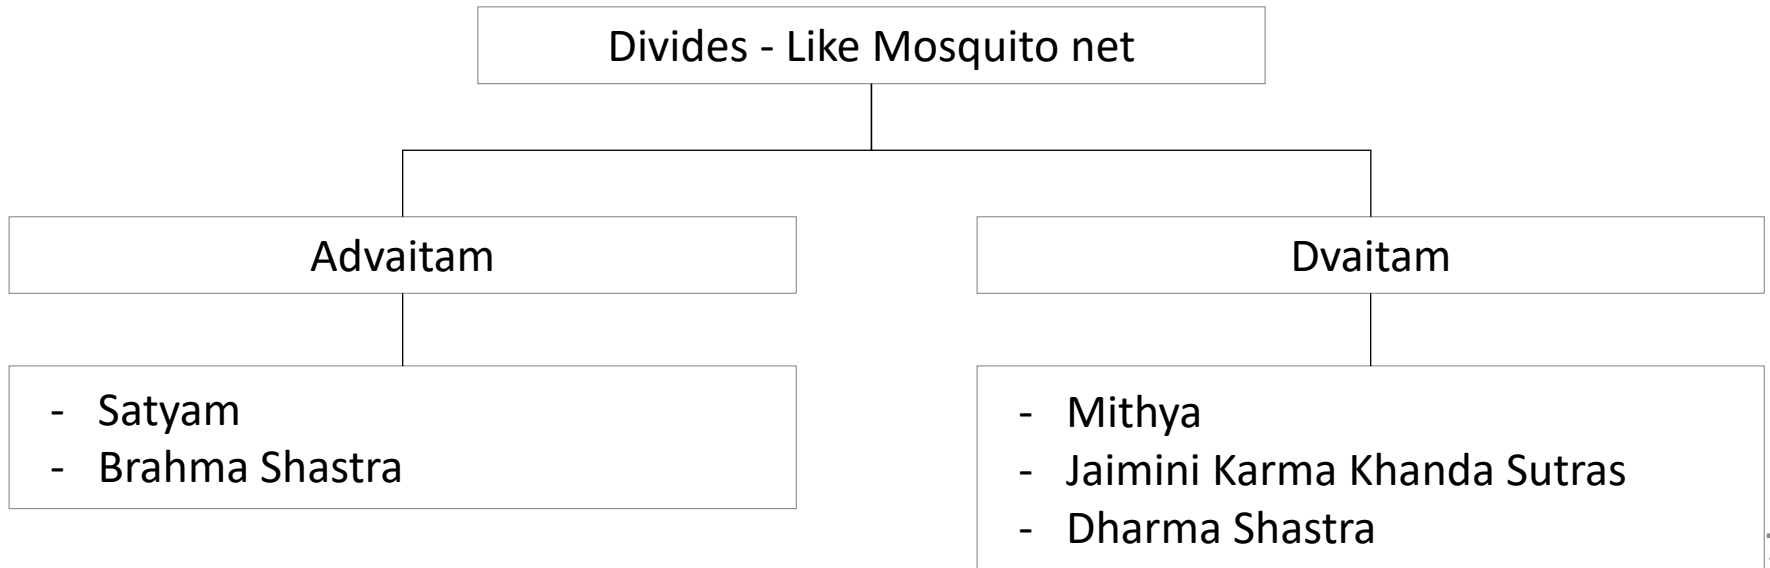 Divides - Like Mosquito net
Advaitam
Dvaitam
- Satyam
- Brahma Shastra
- Mithya
- Jaimini Karma Khanda Sutras
- Dharma Shastra